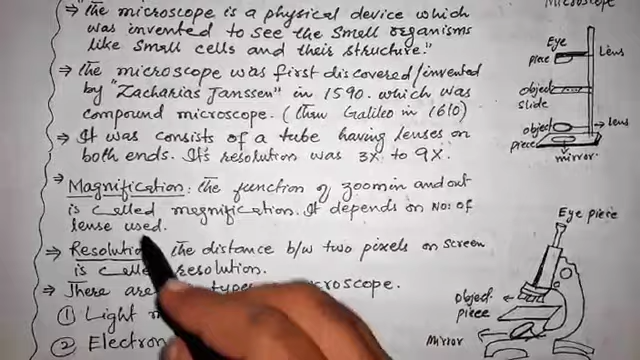 ⇒ "The microscope is a physical device which
was invented to see the small organisms
like small cells and their structure."
⇒ The microscope was first discovered/invented
by "Zacharias Janssen" in 1590. which was
compound microscope. (then Galileo in 1610)
⇒ It was consists of a tube having lenses on
both ends. It's resolution was 3X to 9X.
⇒ Magnification: The function of zoom in and out
is called magnification. It depends on No: of
lense used.
⇒ Resolution The distance b/w two pixels on screen
is called resolution.
⇒ There are types microscope.
① Light
② Electron
Microscope
Eye
piece
Lens
object
slide
object
piece
Lens
mirror
Eye piece
Object
piece
Mirror